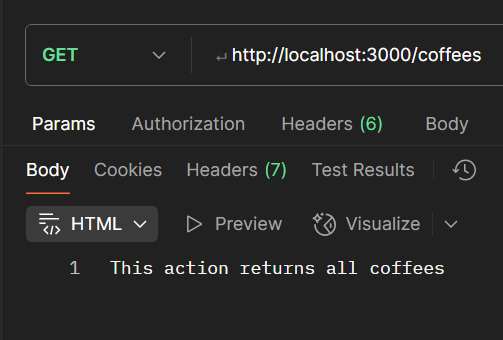 GET ↵ http://localhost:3000/coffees
Params Authorization Headers (6) Body
Body Cookies Headers (7) Test Results
HTML Preview Visualize
1 This action returns all coffees